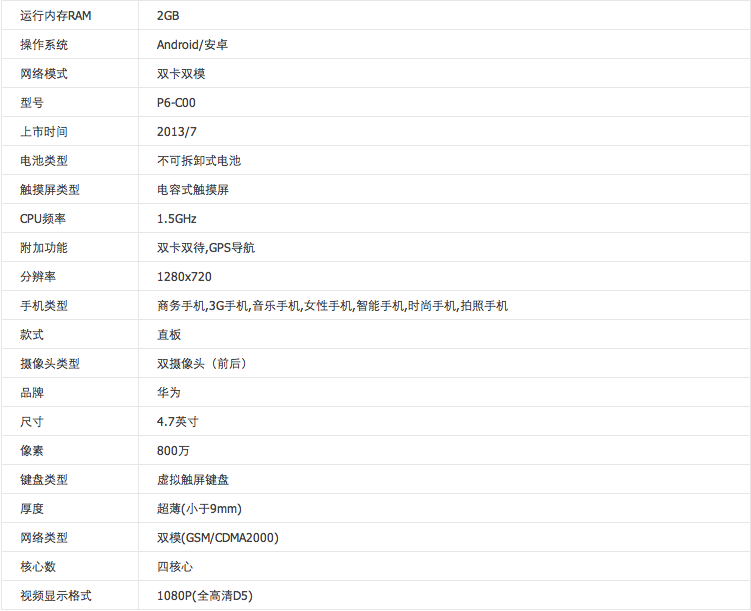 运行内存RAM 2GB
操作系统 Android/安卓
网络模式 双卡双模
型号 P6-C00
上市时间 2013/7
电池类型 不可拆卸式电池
触摸屏类型 电容式触摸屏
CPU频率 1.5GHz
附加功能 双卡双待,GPS导航
分辨率 1280x720
手机类型 商务手机,3G手机,音乐手机,女性手机,智能手机,时尚手机,拍照手机
款式 直板
摄像头类型 双摄像头（前后）
品牌 华为
尺寸 4.7英寸
像素 800万
键盘类型 虚拟触屏键盘
厚度 超薄(小于9mm)
网络类型 双模(GSM/CDMA2000)
核心数 四核心
视频显示格式 1080P(全高清D5)